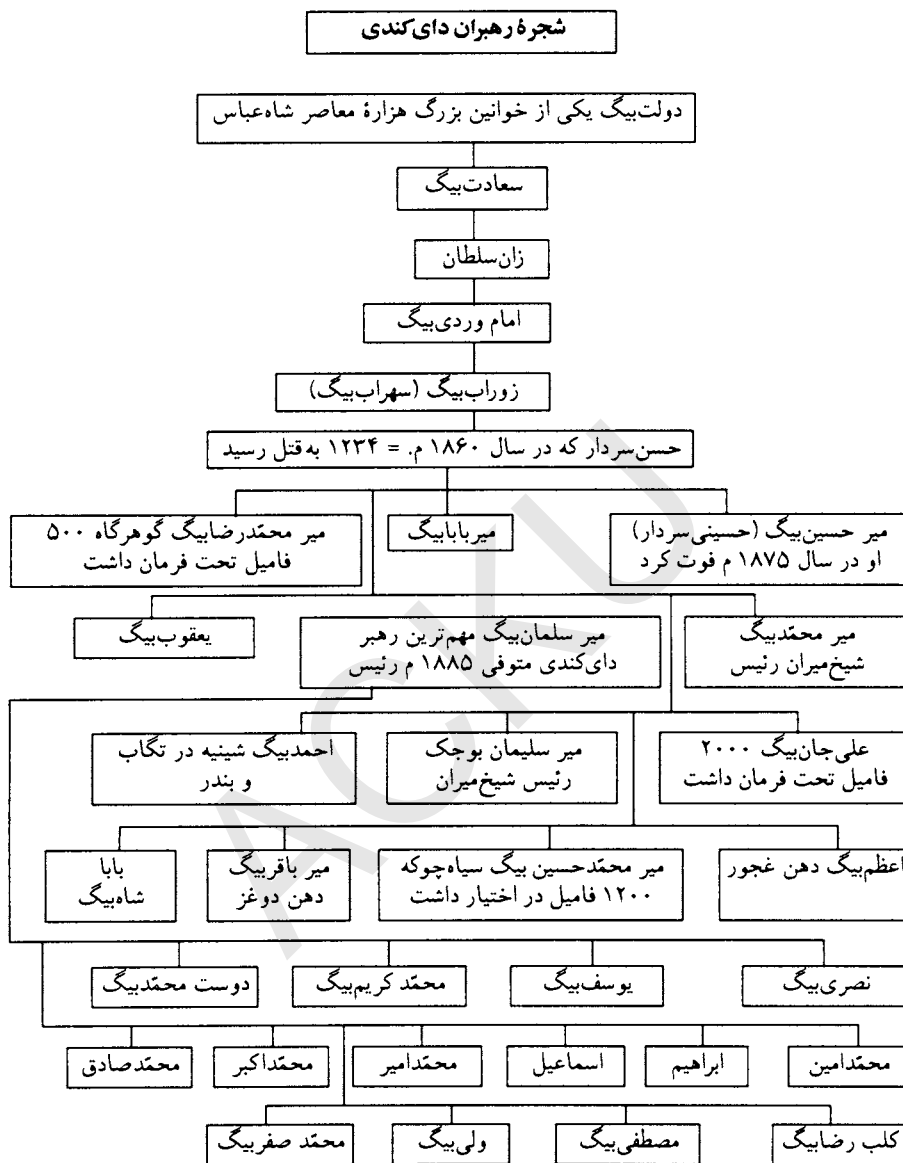 شجرهٔ رهبران دای‌کندی
دولت‌بیگ یکی از خوانین بزرگ هزارهٔ معاصر شاه‌عباس
سعادت‌بیگ
زان‌سلطان
امام وردی‌بیگ
زوراب‌بیگ (سهراب‌بیگ)
حسن‌سردار که در سال ۱۸۶۰ م. = ۱۲۳۴ به‌قتل رسید
میر حسین‌بیگ (حسینی‌سردار)
او در سال ۱۸۷۵ م فوت کرد
میربابابیگ
میر محمّدرضابیگ گوهرگاه ۵۰۰
فامیل تحت فرمان داشت
میر محمّدبیگ
شیخ‌میران رئیس
میر سلمان‌بیگ مهم‌ترین رهبر
دای‌کندی متوفی ۱۸۸۵ م رئیس
یعقوب‌بیگ
علی‌جان‌بیگ ۲۰۰۰
فامیل تحت فرمان داشت
میر سلیمان بوجک
رئیس شیخ‌میران
احمدبیگ شینیه در تگاب
و بندر
اعظم‌بیگ دهن غجور
میر محمّدحسین بیگ سیاه‌چوکه
۱۲۰۰ فامیل در اختیار داشت
میر باقربیگ
دهن دوغز
بابا
شاه‌بیگ
نصری‌بیگ
یوسف‌بیگ
محمّد کریم‌بیگ
دوست محمّدبیگ
محمّدامین
ابراهیم
اسماعیل
محمّدامیر
محمّداکبر
محمّدصادق
کلب رضابیگ
مصطفی‌بیگ
ولی‌بیگ
محمّد صفربیگ
ACKU